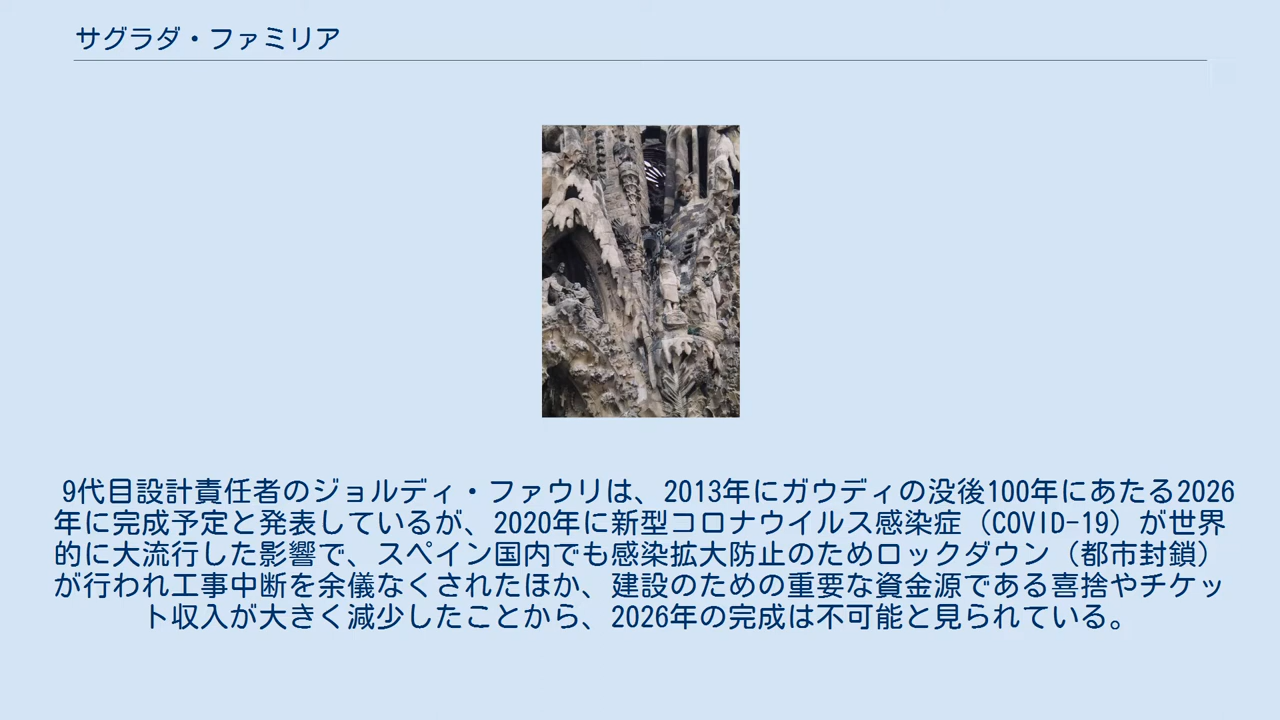 サグラダ・ファミリア
9代目設計責任者のジョルディ・ファウリは、2013年にガウディの没後100年にあたる2026
年に完成予定と発表しているが、2020年に新型コロナウイルス感染症（COVID-19）が世界
的に大流行した影響で、スペイン国内でも感染拡大防止のためロックダウン（都市封鎖）
が行われ工事中断を余儀なくされたほか、建設のための重要な資金源である喜捨やチケッ
ト収入が大きく減少したことから、2026年の完成は不可能と見られている。